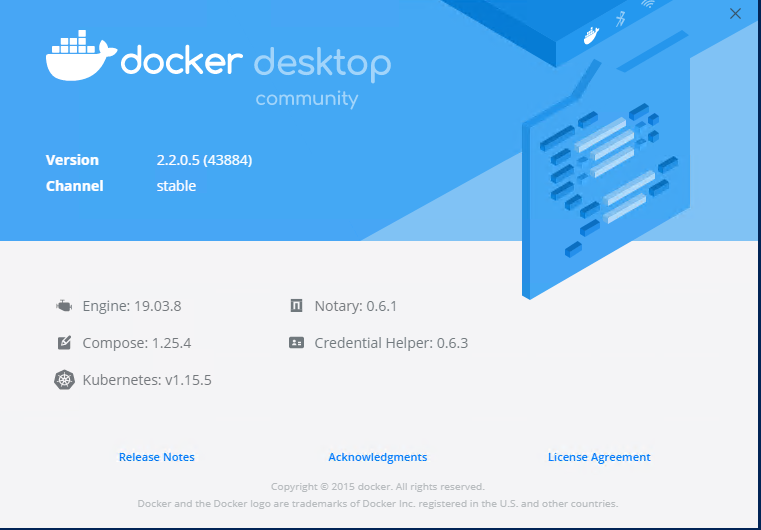 docker desktop
community
Version 2.2.0.5 (43884)
Channel stable
Engine: 19.03.8 Notary: 0.6.1
Compose: 1.25.4 Credential Helper: 0.6.3
Kubernetes: v1.15.5
Release Notes Acknowledgments License Agreement
Copyright © 2015 docker. All rights reserved.
Docker and the Docker logo are trademarks of Docker Inc. registered in the U.S. and other countries.